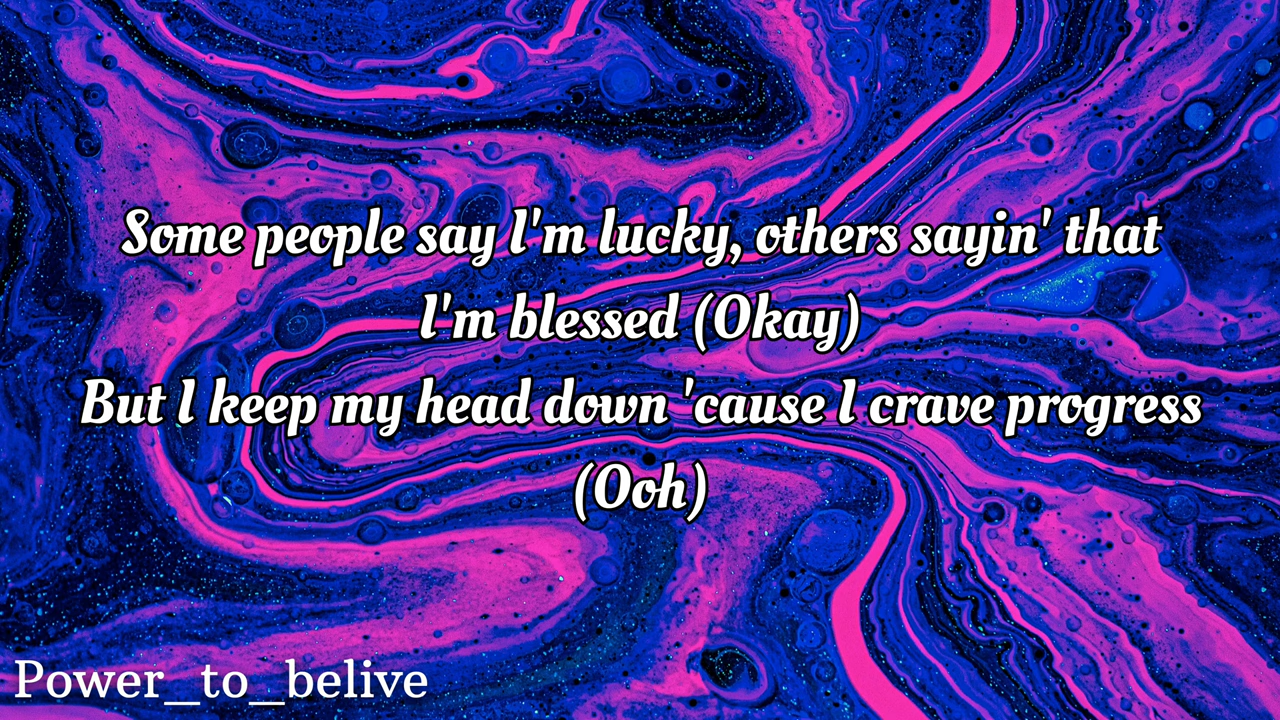 Some people say I'm lucky, others sayin' that
I'm blessed (Okay)
But I keep my head down 'cause I crave progress
(Ooh)
Power_to_belive